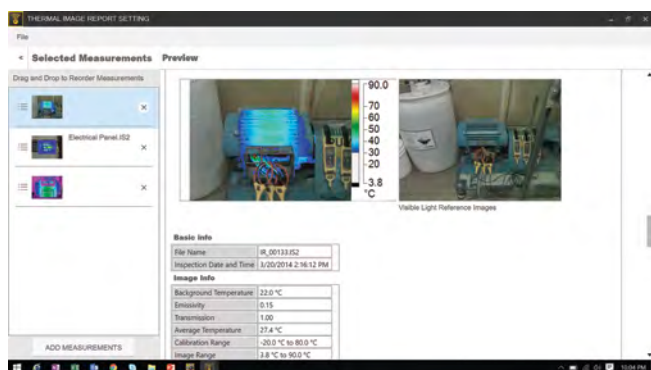 THERMAL IMAGE REPORT SETTING
File
Selected Measurements Preview
Drag and Drop to Reorder Measurements
Electrical Panel.IS2
90.0
70
60
50
40
30
20
-3.8
°C
Visible Light Reference Images
Basic Info
File Name IR_00133.IS2
Inspection Date and Time 3/20/2014 2:16:12 PM
Image Info
Background Temperature 22.0 °C
Emissivity 0.15
Transmission 1.00
Average Temperature 27.4 °C
Calibration Range -20.0 °C to 80.0 °C
Image Range 3.8 °C to 90.0 °C
ADD MEASUREMENTS
10:04 PM